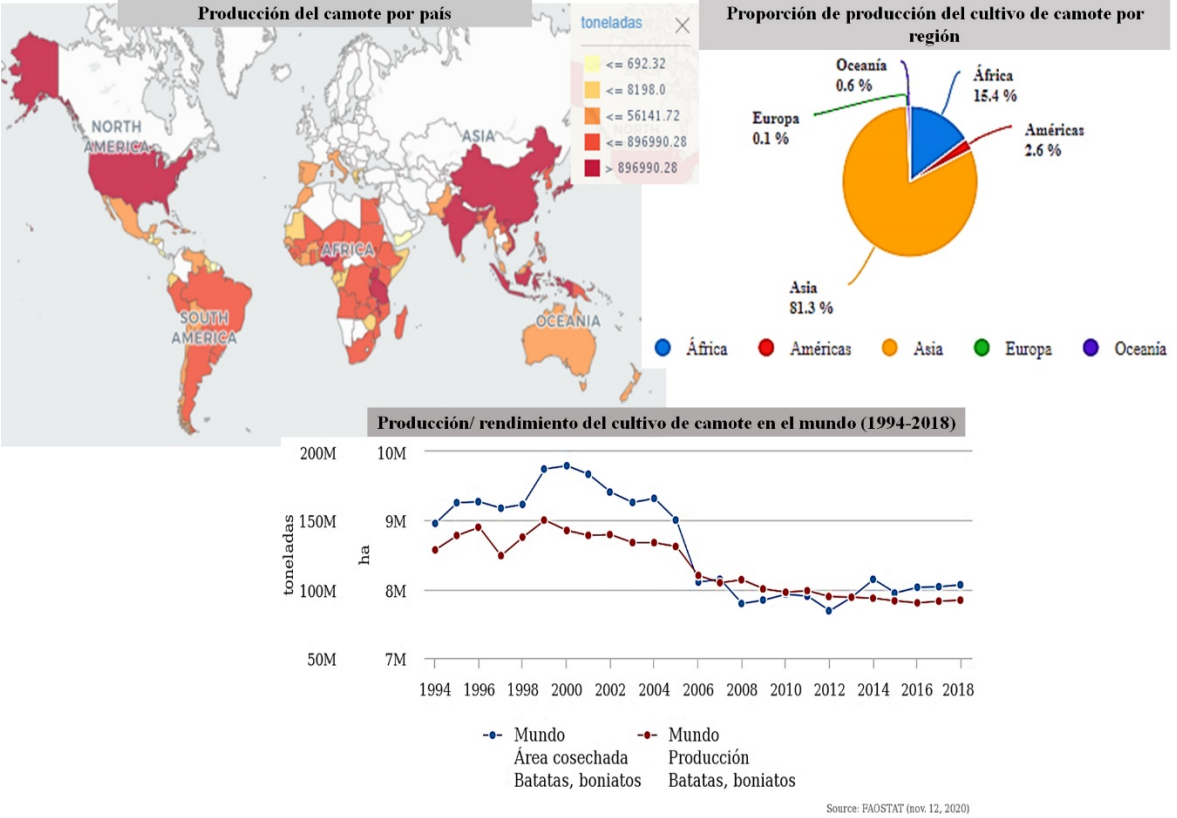 Producción del camote por país
toneladas
<= 692.32
<= 8198.0
<= 56141.72
<= 896990.28
> 896990.28
NORTH
AMERICA
ASIA
AFRICA
SOUTH
AMERICA
OCEANIA
Proporción de producción del cultivo de camote por
región
Oceanía
0.6 %
África
15.4 %
Europa
0.1 %
Américas
2.6 %
Asia
81.3 %
África Américas Asia Europa Oceanía
Producción/ rendimiento del cultivo de camote en el mundo (1994-2018)
200M 10M
150M 9M
100M 8M
50M 7M
toneladas
ha
1994 1996 1998 2000 2002 2004 2006 2008 2010 2012 2014 2016 2018
Mundo
Área cosechada
Batatas, boniatos
Mundo
Producción
Batatas, boniatos
Source: FAOSTAT (nov. 12, 2020)